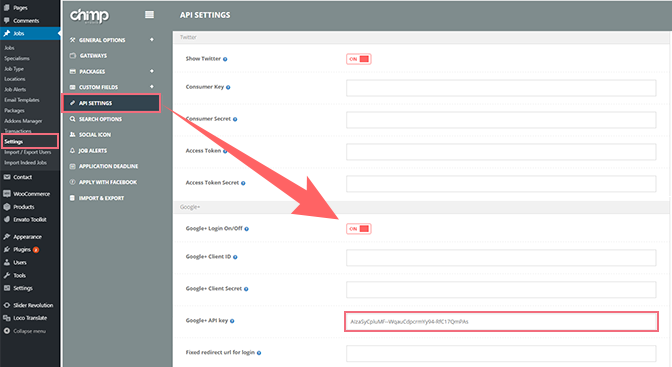 Pages
Comments
Jobs
Jobs
Specialisms
Job Type
Locations
Job Alerts
Email Templates
Packages
Addons Manager
Transactions
Settings
Import / Export Users
Import Indeed Jobs
Contact
WooCommerce
Products
Envato Toolkit
Appearance
Plugins
Users
Tools
Settings
Slider Revolution
Loco Translate
Collapse menu
chimp
GENERAL OPTIONS +
GATEWAYS
PACKAGES +
CUSTOM FIELDS +
API SETTINGS
SEARCH OPTIONS
SOCIAL ICON
JOB ALERTS
APPLICATION DEADLINE
APPLY WITH FACEBOOK
IMPORT & EXPORT
API SETTINGS
Twitter
Show Twitter ? ON
Consumer Key ?
Consumer Secret ?
Access Token ?
Access Token Secret ?
Google+
Google+ Login On/Off ? ON
Google+ Client ID ?
Google+ Client Secret ?
Google+ API key ?
Fixed redirect url for login ?